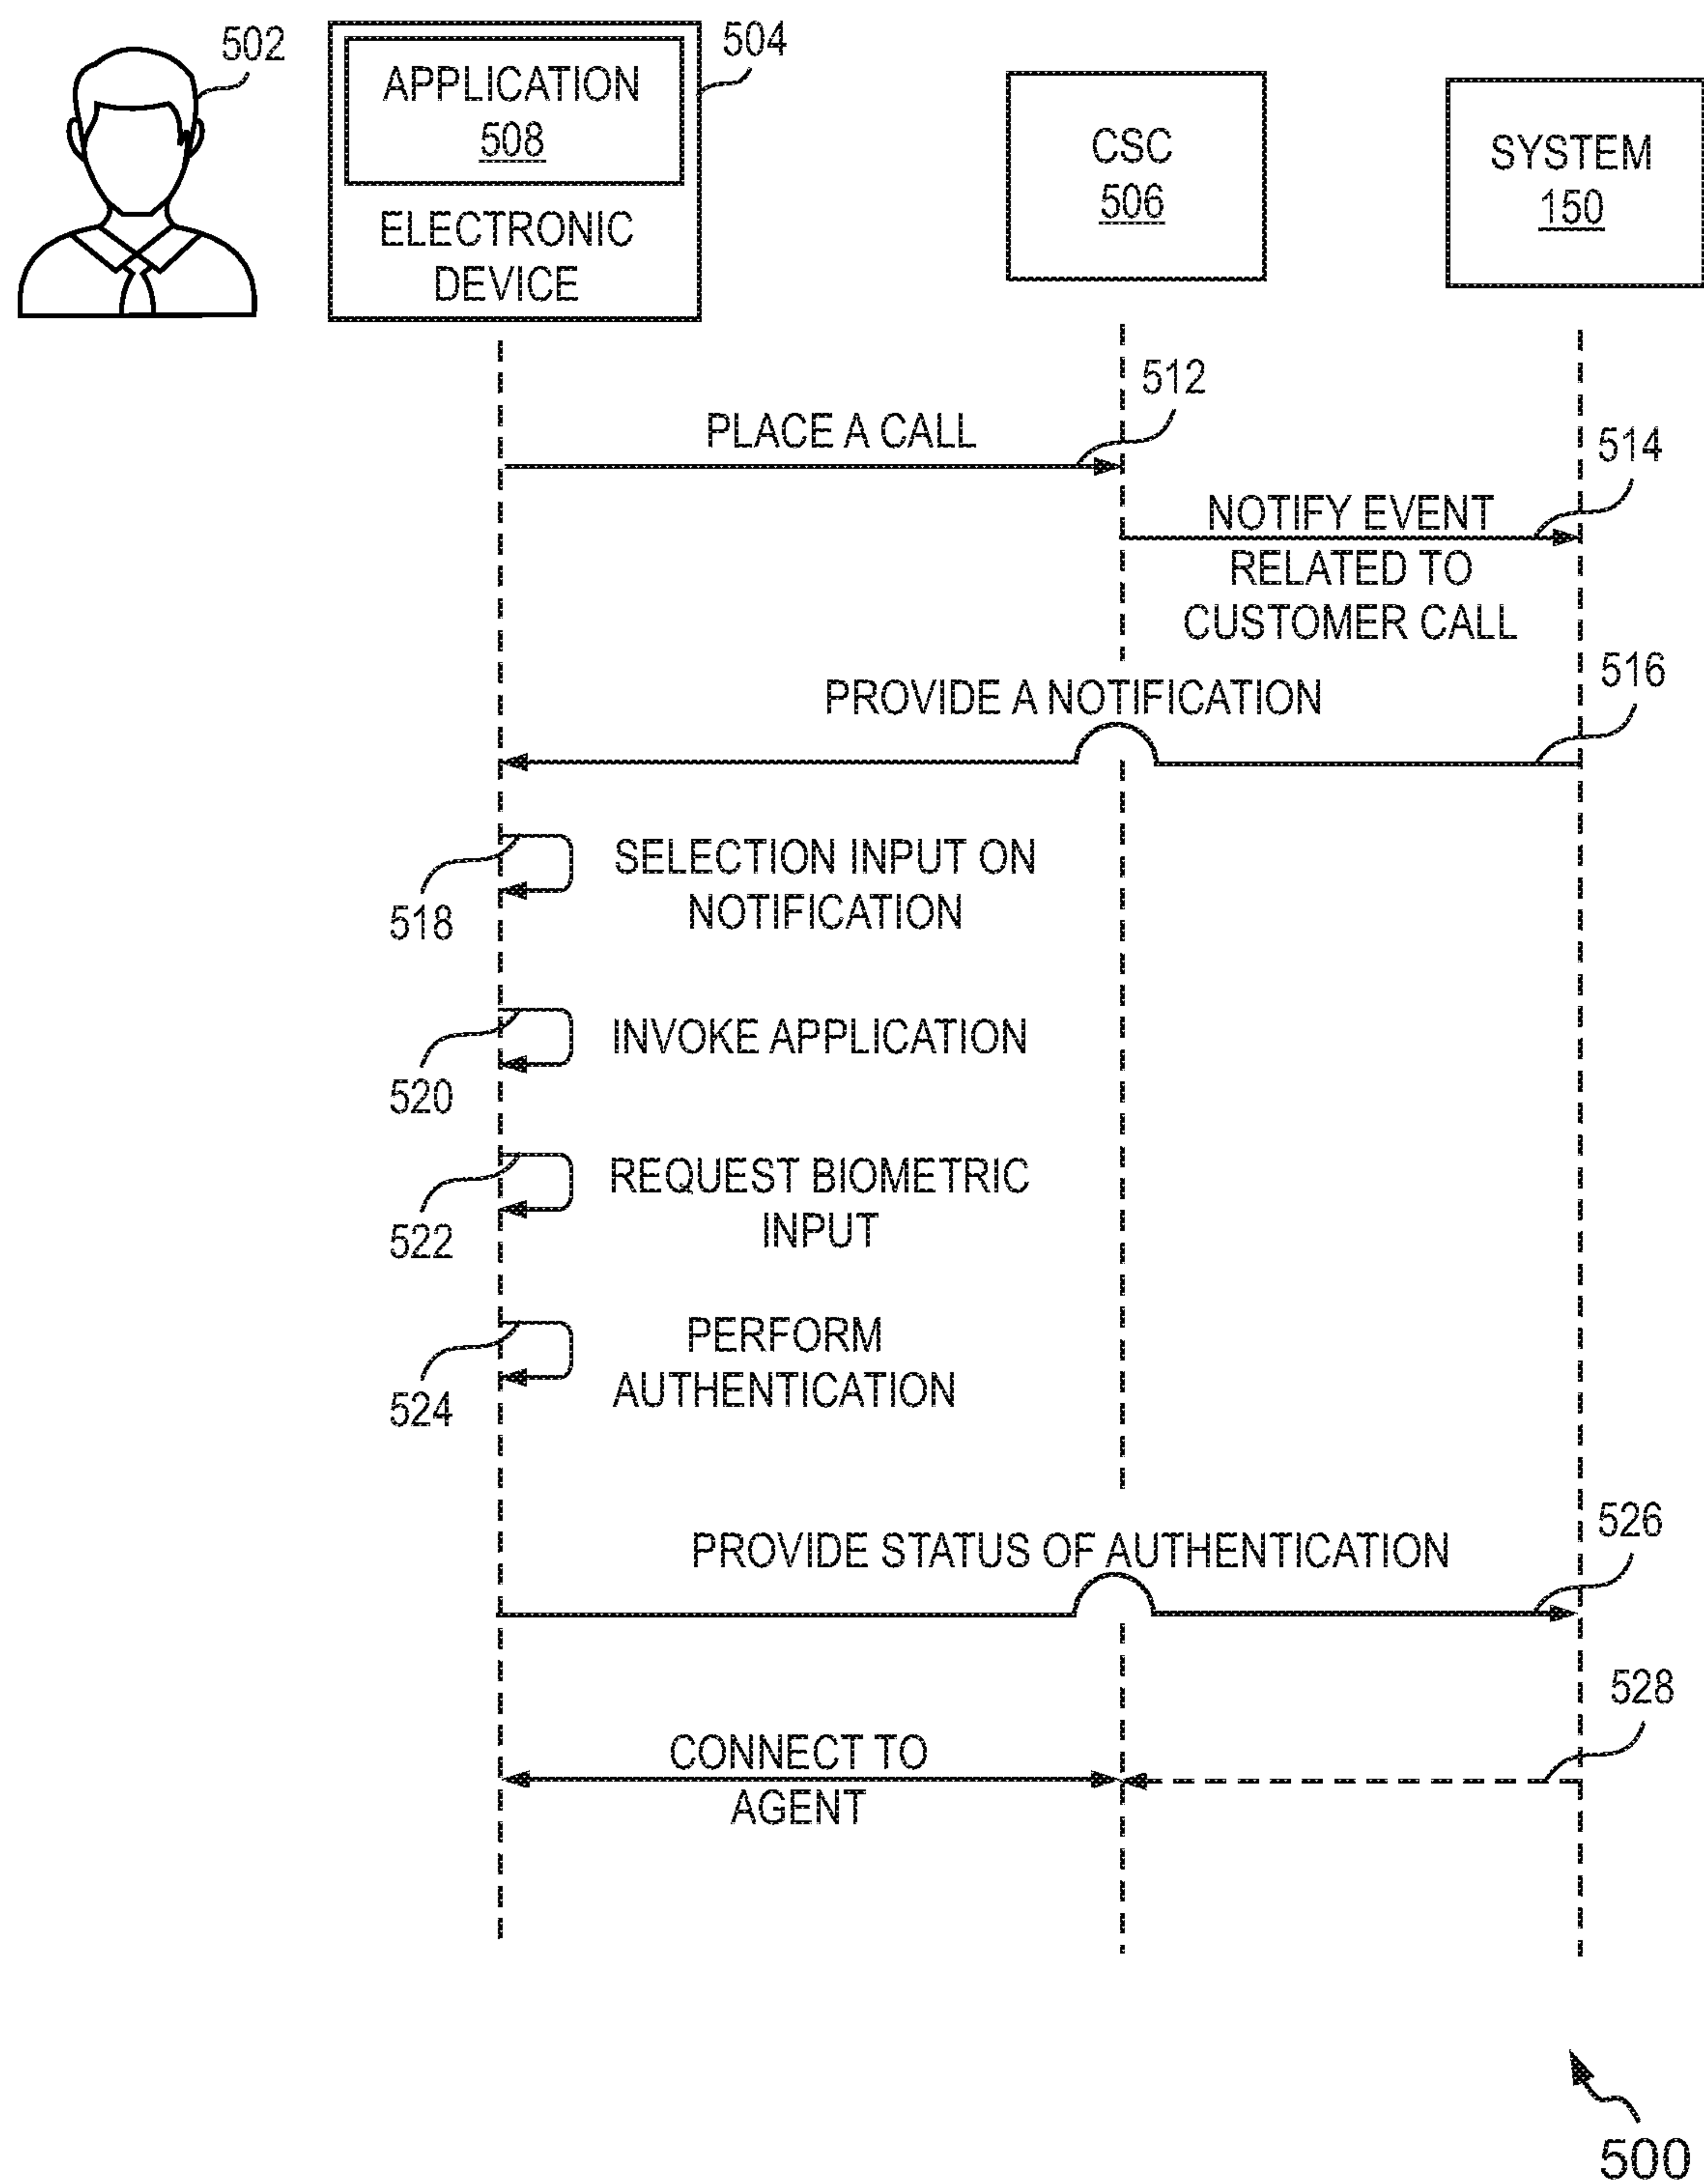 502
APPLICATION
508
ELECTRONIC
DEVICE
504
CSC
506
SYSTEM
150
512
PLACE A CALL
514
NOTIFY EVENT
RELATED TO
CUSTOMER CALL
516
PROVIDE A NOTIFICATION
SELECTION INPUT ON
NOTIFICATION
518
INVOKE APPLICATION
520
REQUEST BIOMETRIC
INPUT
522
PERFORM
AUTHENTICATION
524
526
PROVIDE STATUS OF AUTHENTICATION
528
CONNECT TO
AGENT
500